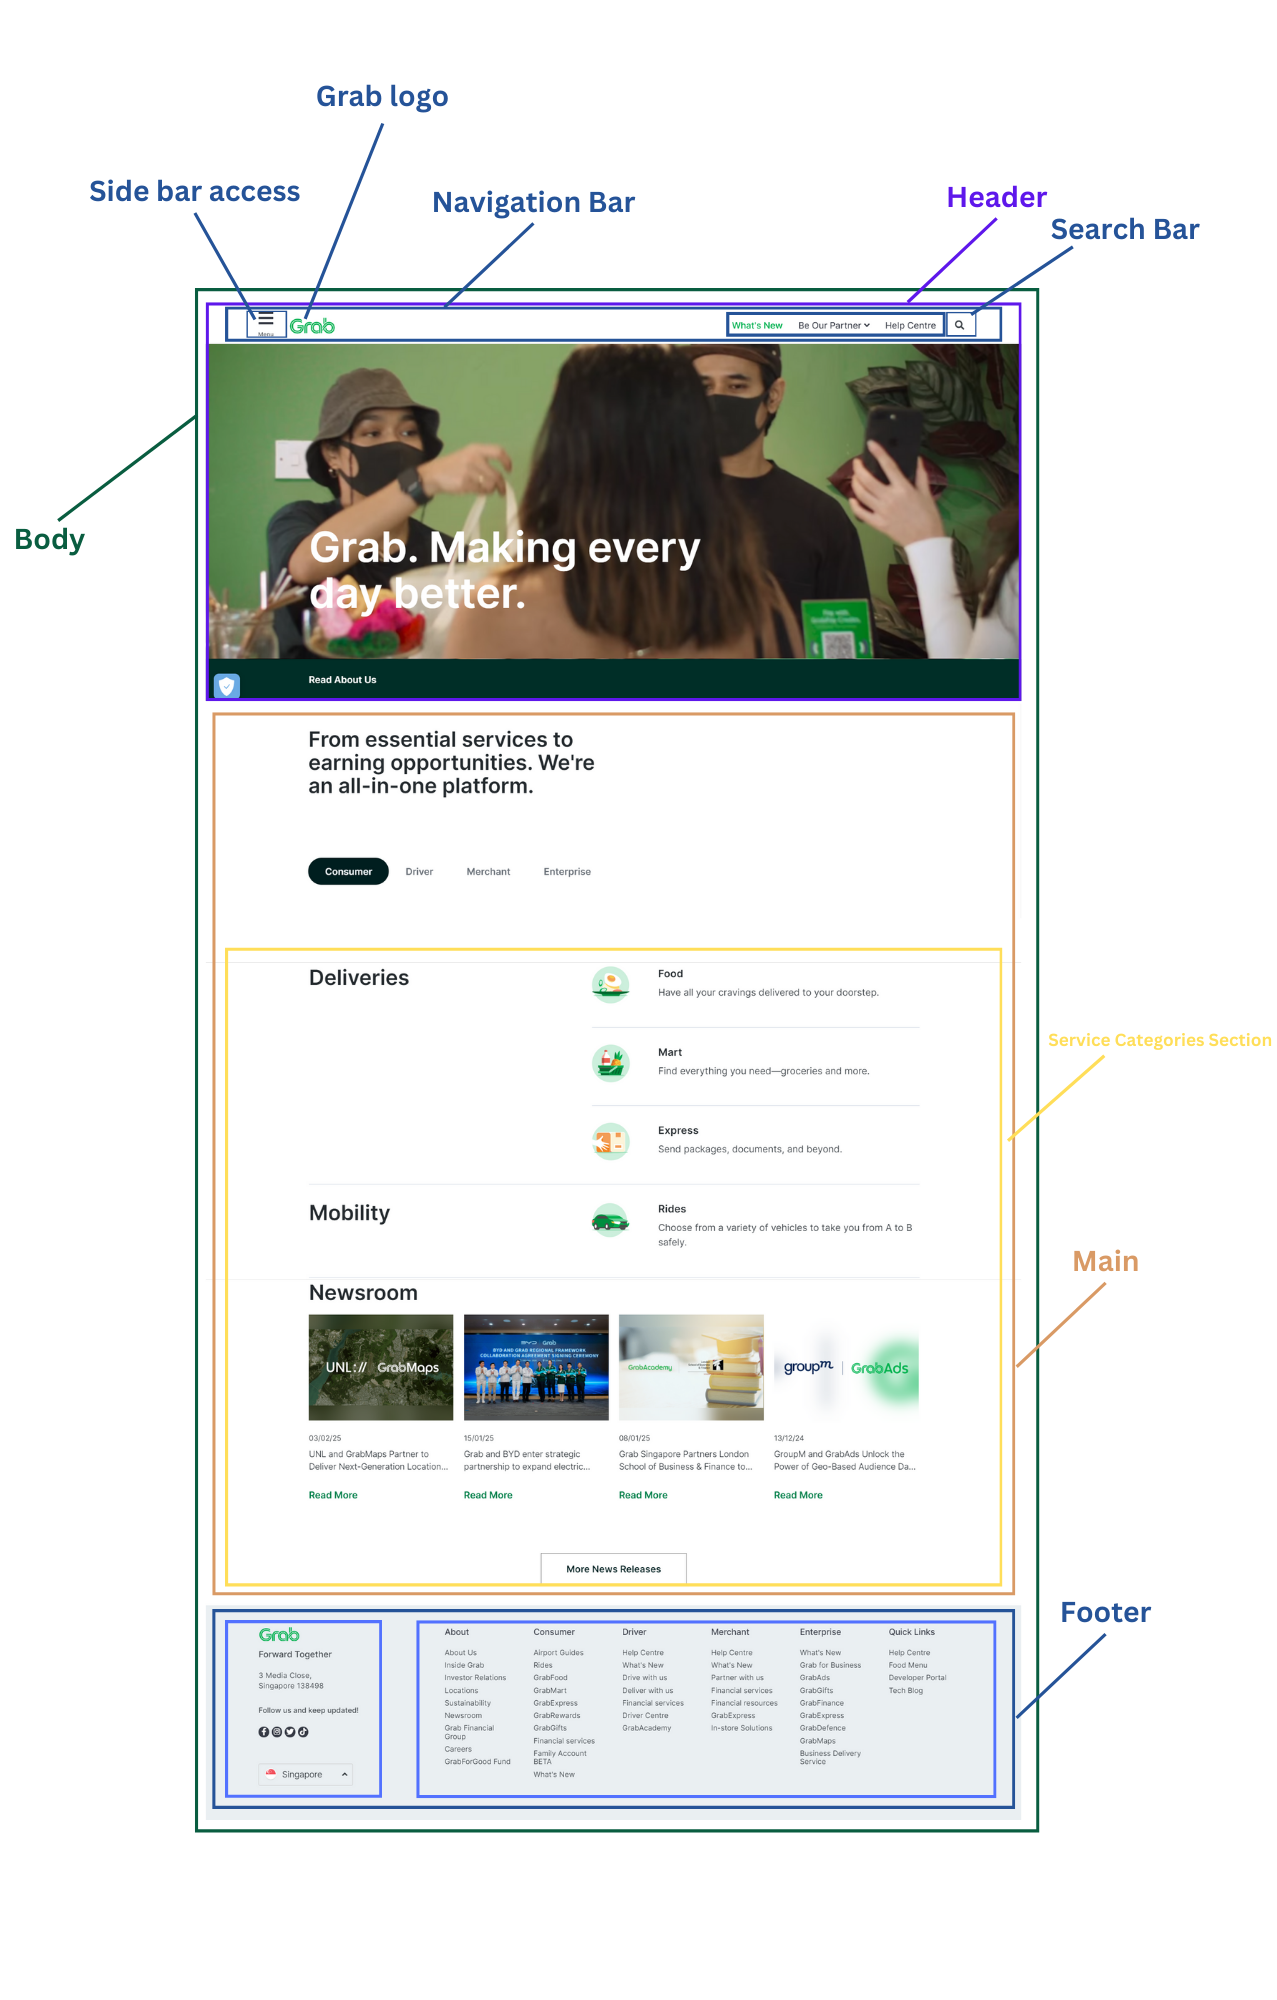 Grab logo
Side bar access
Navigation Bar
Header
Search Bar
Menu
Grab
What's New
Be Our Partner
Help Centre
Body
Grab. Making every
day better.
Read About Us
From essential services to
earning opportunities. We're
an all-in-one platform.
Consumer
Driver
Merchant
Enterprise
Deliveries
Food
Have all your cravings delivered to your doorstep.
Mart
Find everything you need—groceries and more.
Express
Send packages, documents, and beyond.
Service Categories Section
Mobility
Rides
Choose from a variety of vehicles to take you from A to B
safely.
Main
Newsroom
UNL:// GrabMaps
BYD Grab
BYD AND GRAB REGIONAL FRAMEWORK
COLLABORATION AGREEMENT SIGNING CEREMONY
GrabAcademy
groupm GrabAds
03/02/25
UNL and GrabMaps Partner to
Deliver Next-Generation Location...
Read More
15/01/25
Grab and BYD enter strategic
partnership to expand electric...
Read More
08/01/25
Grab Singapore Partners London
School of Business & Finance to...
Read More
13/12/24
GroupM and GrabAds Unlock the
Power of Geo-Based Audience Da...
Read More
More News Releases
Footer
Grab
Forward Together
3 Media Close,
Singapore 138498
Follow us and keep updated!
Singapore
About
About Us
Inside Grab
Investor Relations
Locations
Sustainability
Newsroom
Grab Financial
Group
Careers
GrabForGood Fund
Consumer
Airport Guides
Rides
GrabFood
GrabMart
GrabExpress
GrabRewards
GrabGifts
Financial services
Family Account
BETA
What's New
Driver
Help Centre
What's New
Drive with us
Deliver with us
Financial services
Driver Centre
GrabAcademy
Merchant
Help Centre
What's New
Partner with us
Financial services
Financial resources
GrabExpress
In-store Solutions
Enterprise
What's New
Grab for Business
GrabAds
GrabGifts
GrabFinance
GrabExpress
GrabDefence
GrabMaps
Business Delivery
Service
Quick Links
Help Centre
Food Menu
Developer Portal
Tech Blog